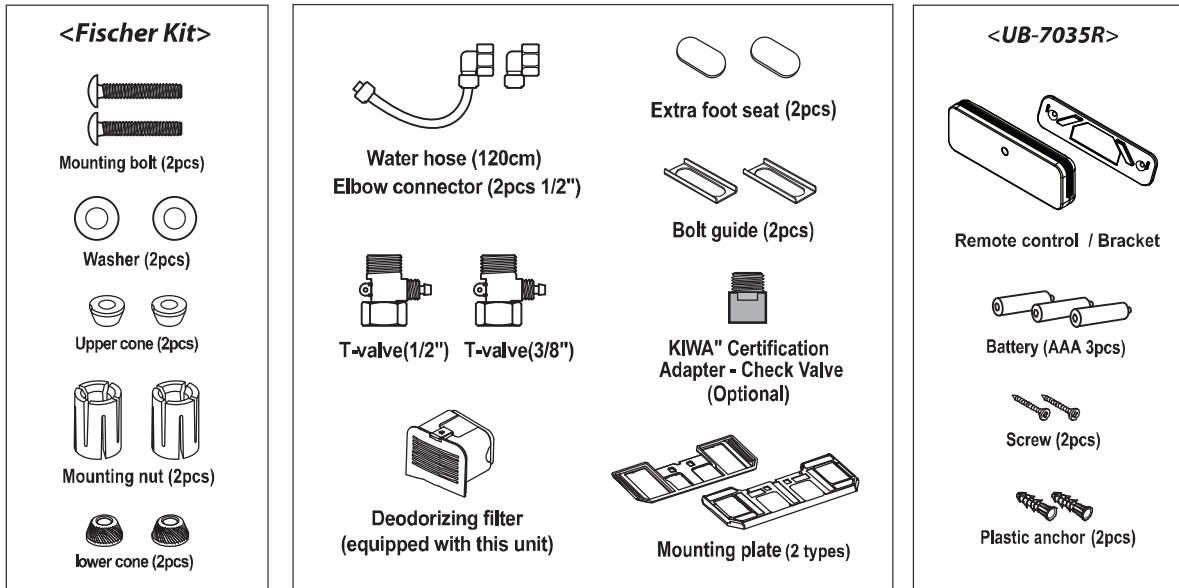 <Fischer Kit>
Mounting bolt (2pcs)
Washer (2pcs)
Upper cone (2pcs)
Mounting nut (2pcs)
lower cone (2pcs)
Water hose (120cm)
Elbow connector (2pcs 1/2")
T-valve(1/2")
T-valve(3/8")
Deodorizing filter
(equipped with this unit)
Extra foot seat (2pcs)
Bolt guide (2pcs)
KIWA" Certification
Adapter - Check Valve
(Optional)
Mounting plate (2 types)
<UB-7035R>
Remote control / Bracket
Battery (AAA 3pcs)
Screw (2pcs)
Plastic anchor (2pcs)